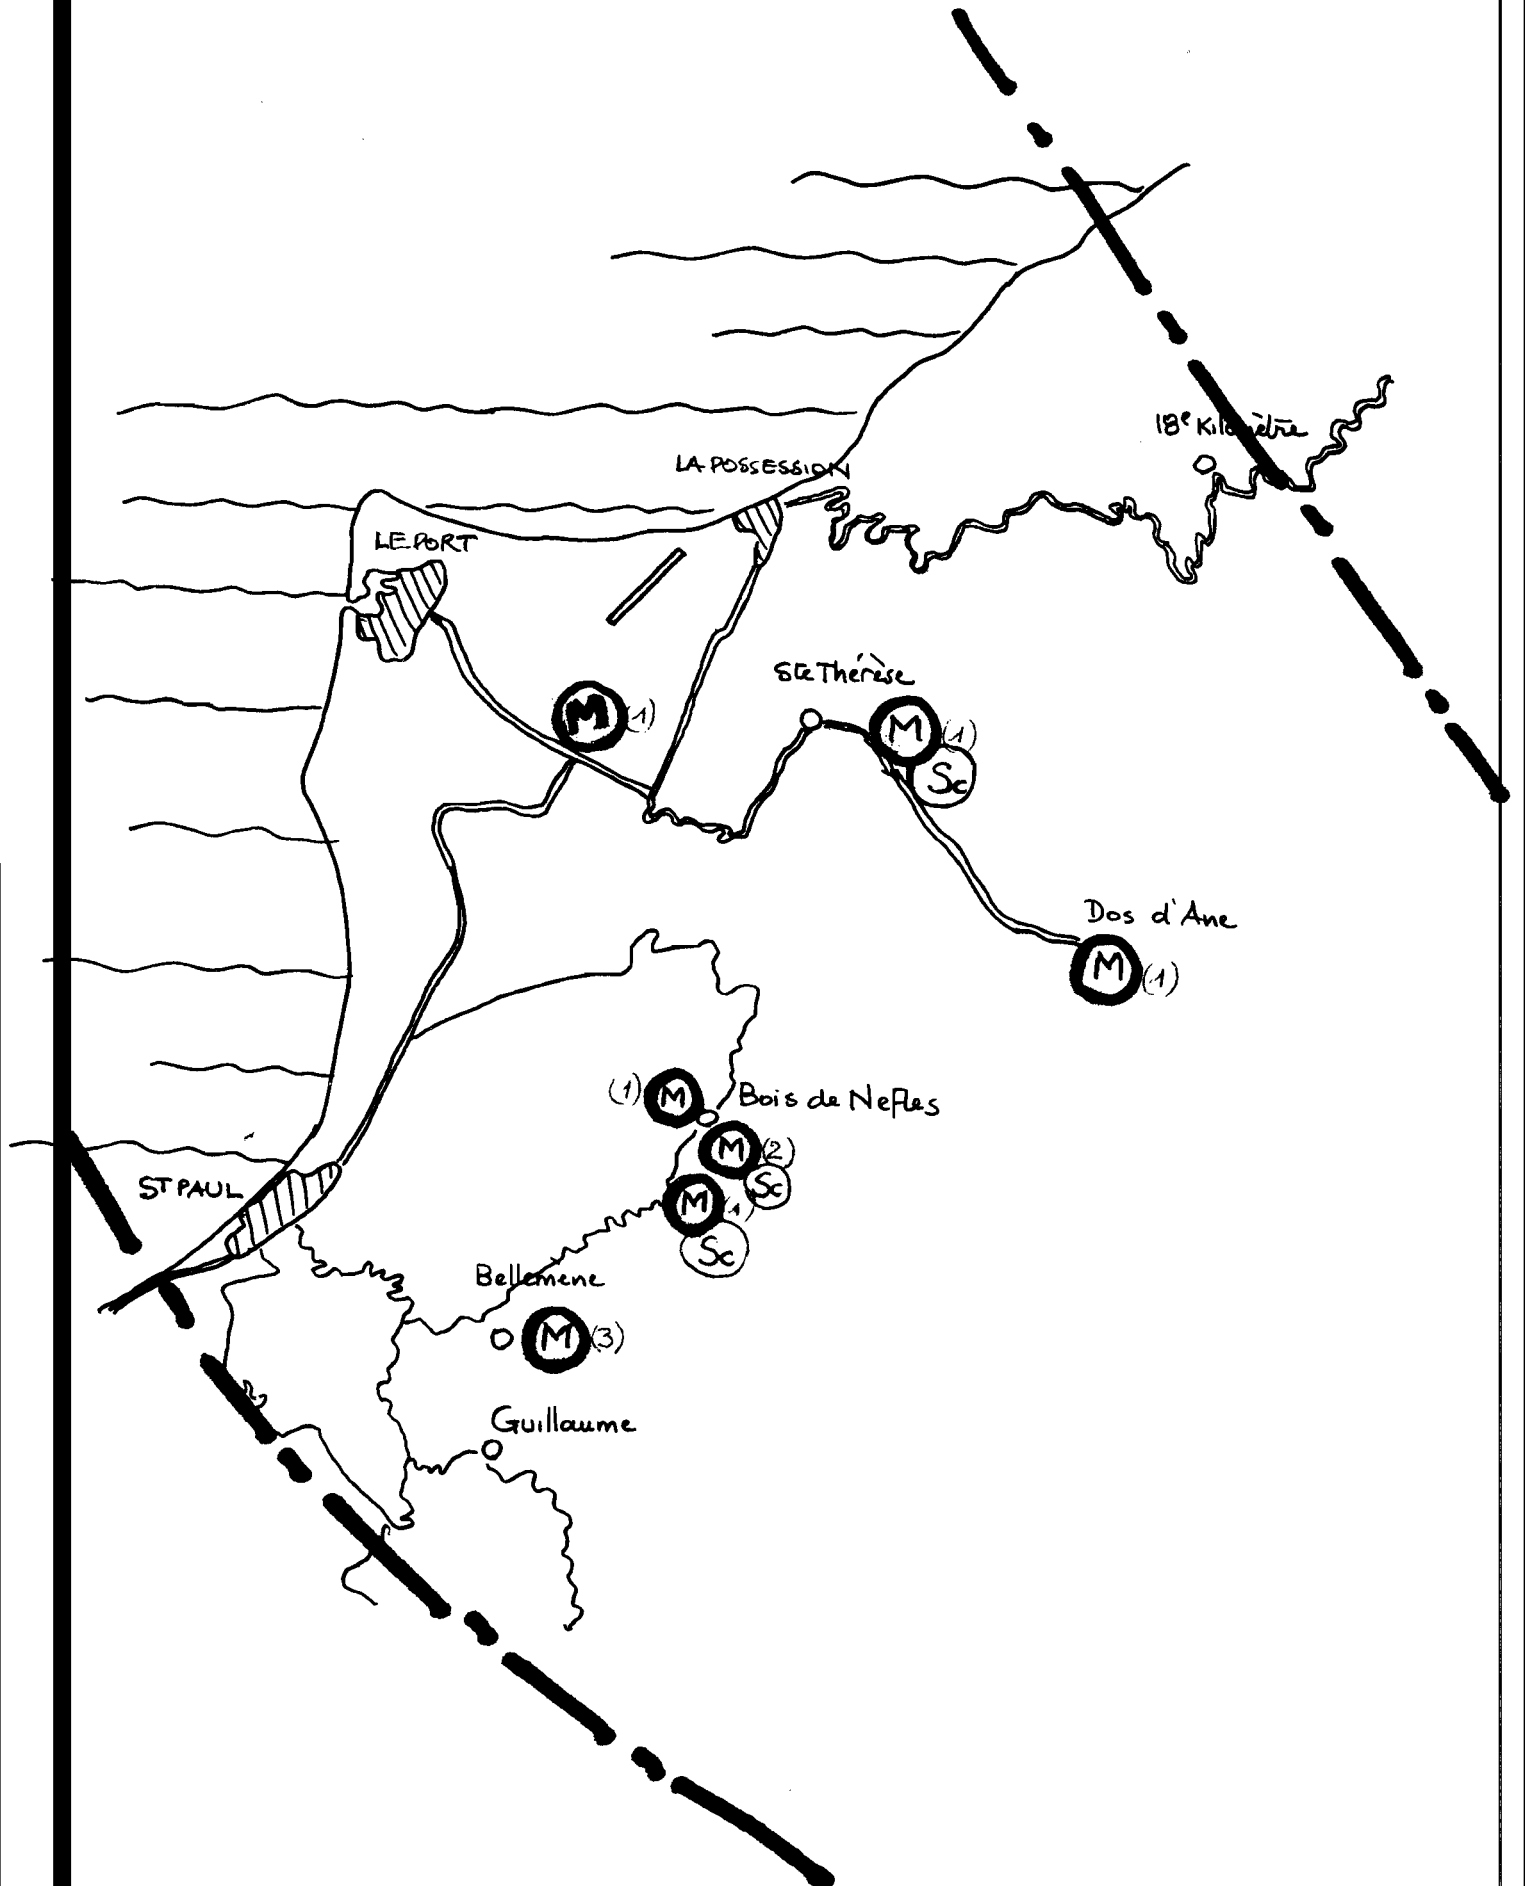 18e Kilomètre
LA POSSESSION
LE PORT
Ste Thérèse
M (1)
M (1)
Sc
Dos d'Ane
M (1)
(1) M
Bois de Nefles
M (2)
Sc
M (1)
Sc
ST PAUL
Bellemene
M (3)
Guillaume